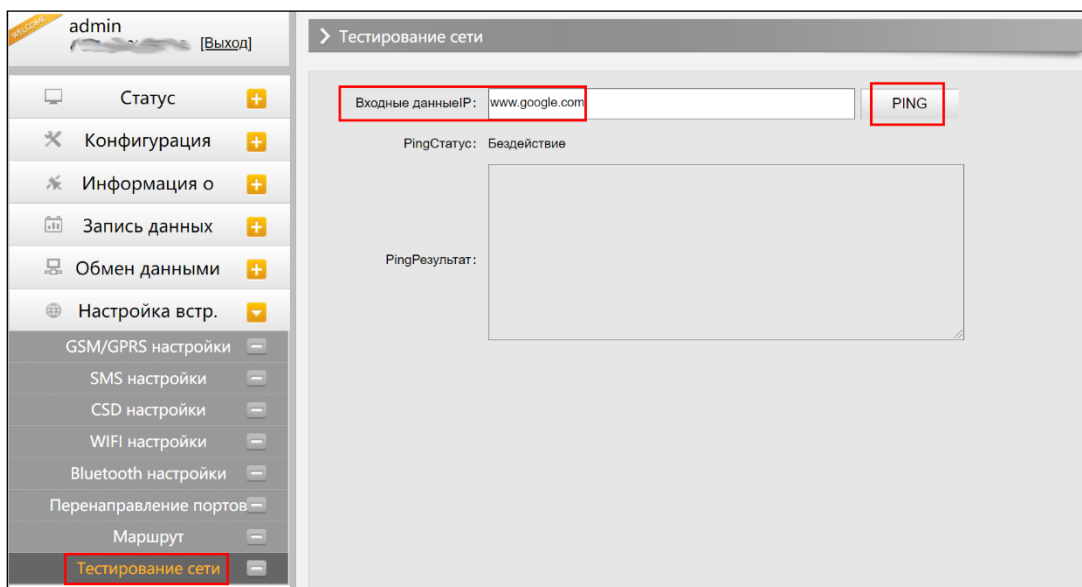 WELCOME
admin
[Выход]
Тестирование сети
Статус
Конфигурация
Информация о
Запись данных
Обмен данными
Настройка встр.
GSM/GPRS настройки
SMS настройки
CSD настройки
WIFI настройки
Bluetooth настройки
Перенаправление портов
Маршрут
Тестирование сети
Входные данныеIP: www.google.com PING
PingСтатус: Бездействие
PingРезультат: